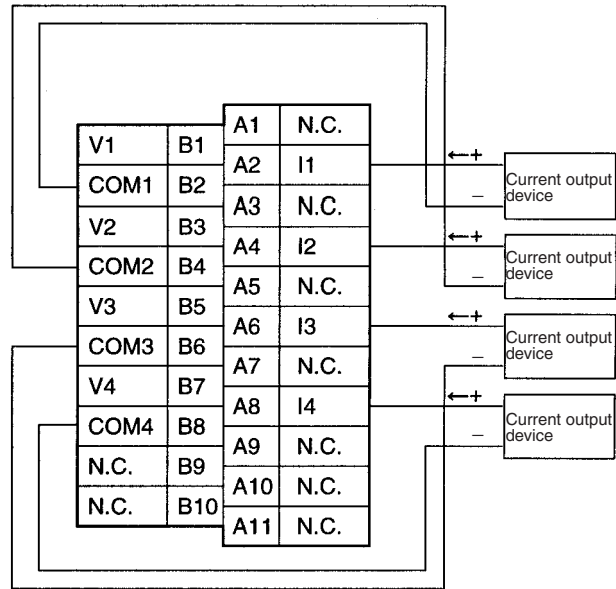 A1 N.C.
V1 B1
A2 I1
←+
Current output
device
COM1 B2
−
A3 N.C.
V2 B3
A4 I2
←+
Current output
device
COM2 B4
−
A5 N.C.
V3 B5
A6 I3
←+
Current output
device
COM3 B6
−
A7 N.C.
V4 B7
A8 I4
←+
Current output
device
COM4 B8
−
A9 N.C.
N.C. B9
A10 N.C.
N.C. B10
A11 N.C.